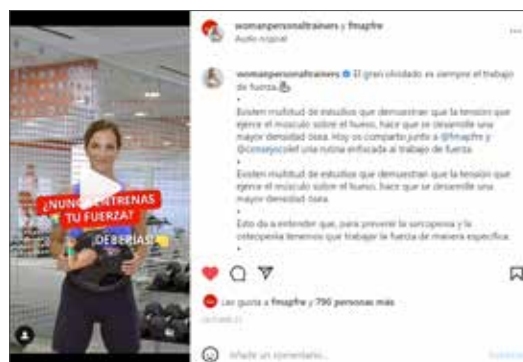 womanpersonaltrainers y fmapfre
Audio original
womanpersonaltrainers El gran olvidado es siempre el trabajo
de fuerza.
•
Existen multitud de estudios que demuestran que la tensión que
ejerce el músculo sobre el hueso, hace que se desarrolle una
mayor densidad ósea. Hoy os comparto junto a @fmapfre y
@consejocolef una rutina enfocada al trabajo de fuerza.
•
Existen multitud de estudios que demuestran que la tensión que
ejerce el músculo sobre el hueso, hace que se desarrolle una
mayor densidad ósea.
•
Esto da a entender que, para prevenir la sarcopenia y la
osteopenia tenemos que trabajar la fuerza de manera específica.
•
¿NUNCA ENTRENAS
TU FUERZA?
¡DEBERÍAS!
Les gusta a fmapfre y 790 personas más
OCTUBRE
Añade un comentario...